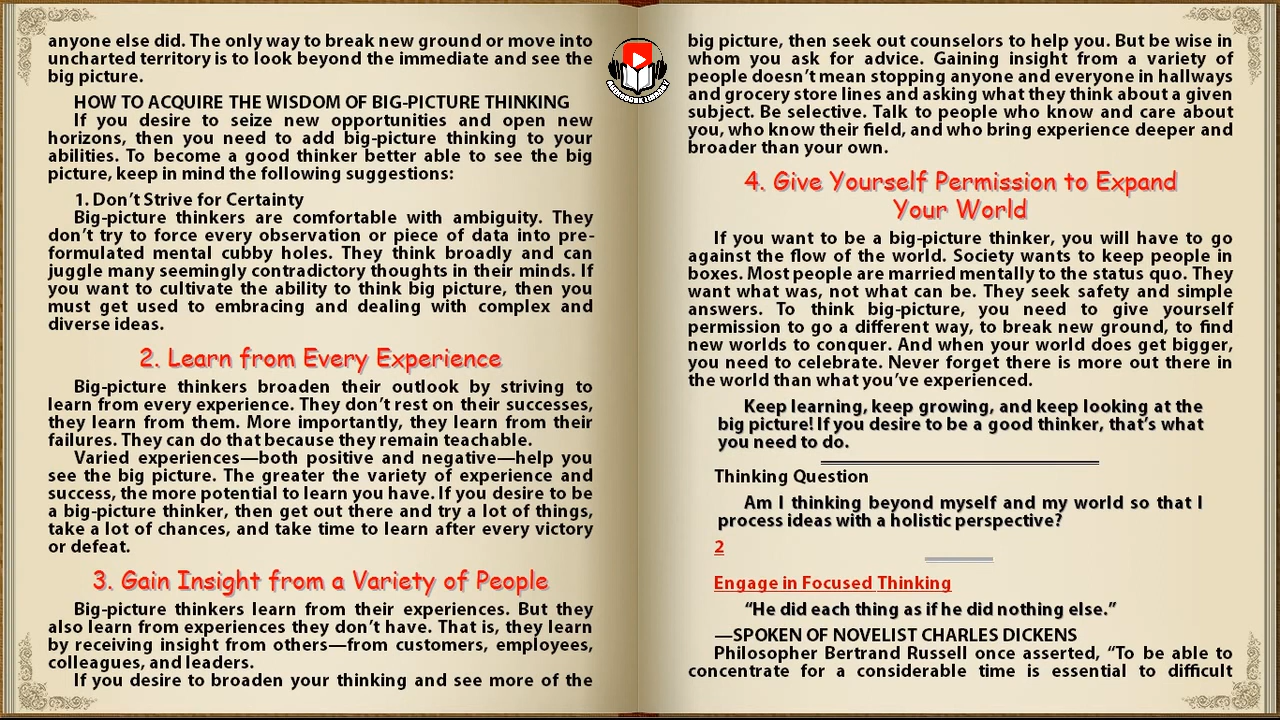 anyone else did. The only way to break new ground or move into
uncharted territory is to look beyond the immediate and see the
big picture.
HOW TO ACQUIRE THE WISDOM OF BIG-PICTURE THINKING
If you desire to seize new opportunities and open new
horizons, then you need to add big-picture thinking to your
abilities. To become a good thinker better able to see the big
picture, keep in mind the following suggestions:
1. Don’t Strive for Certainty
Big-picture thinkers are comfortable with ambiguity. They
don’t try to force every observation or piece of data into pre-
formulated mental cubby holes. They think broadly and can
juggle many seemingly contradictory thoughts in their minds. If
you want to cultivate the ability to think big picture, then you
must get used to embracing and dealing with complex and
diverse ideas.
2. Learn from Every Experience
Big-picture thinkers broaden their outlook by striving to
learn from every experience. They don’t rest on their successes,
they learn from them. More importantly, they learn from their
failures. They can do that because they remain teachable.
Varied experiences—both positive and negative—help you
see the big picture. The greater the variety of experience and
success, the more potential to learn you have. If you desire to be
a big-picture thinker, then get out there and try a lot of things,
take a lot of chances, and take time to learn after every victory
or defeat.
3. Gain Insight from a Variety of People
Big-picture thinkers learn from their experiences. But they
also learn from experiences they don’t have. That is, they learn
by receiving insight from others—from customers, employees,
colleagues, and leaders.
If you desire to broaden your thinking and see more of the
AUDIOBOOK LIBRARY
big picture, then seek out counselors to help you. But be wise in
whom you ask for advice. Gaining insight from a variety of
people doesn’t mean stopping anyone and everyone in hallways
and grocery store lines and asking what they think about a given
subject. Be selective. Talk to people who know and care about
you, who know their field, and who bring experience deeper and
broader than your own.
4. Give Yourself Permission to Expand
Your World
If you want to be a big-picture thinker, you will have to go
against the flow of the world. Society wants to keep people in
boxes. Most people are married mentally to the status quo. They
want what was, not what can be. They seek safety and simple
answers. To think big-picture, you need to give yourself
permission to go a different way, to break new ground, to find
new worlds to conquer. And when your world does get bigger,
you need to celebrate. Never forget there is more out there in
the world than what you’ve experienced.
Keep learning, keep growing, and keep looking at the
big picture! If you desire to be a good thinker, that’s what
you need to do.
Thinking Question
Am I thinking beyond myself and my world so that I
process ideas with a holistic perspective?
2
Engage in Focused Thinking
“He did each thing as if he did nothing else.”
—SPOKEN OF NOVELIST CHARLES DICKENS
Philosopher Bertrand Russell once asserted, “To be able to
concentrate for a considerable time is essential to difficult